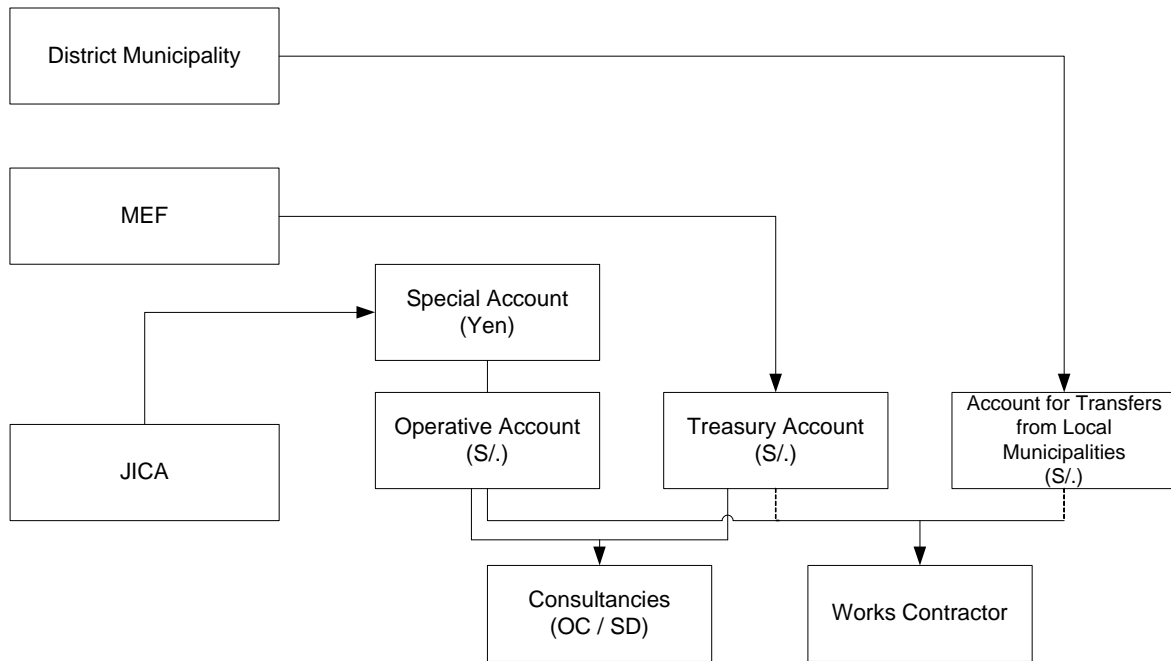 District Municipality
MEF
Special Account
(Yen)
JICA
Operative Account
(S/.)
Treasury Account
(S/.)
Account for Transfers
from Local
Municipalities
(S/.)
Consultancies
(OC / SD)
Works Contractor